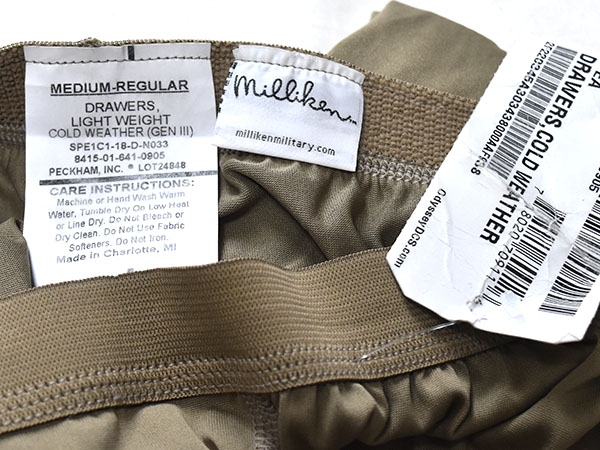 MEDIUM-REGULAR
DRAWERS,
LIGHT WEIGHT
COLD WEATHER (GEN III)
SPE1C1-18-D-N033
8415-01-641-0905
PECKHAM, INC. LOT24848
CARE INSTRUCTIONS:
Machine or Hand Wash Warm
Water, Tumble Dry On Low Heat
or Line Dry. Do Not Bleach or
Dry Clean. Do Not Use Fabric
Softeners. Do Not Iron.
Made in Charlotte, MI
Milliken™
millikenmilitary.com
EA
DRAWERS, COLD WEATHER
OdysseyDCS.com